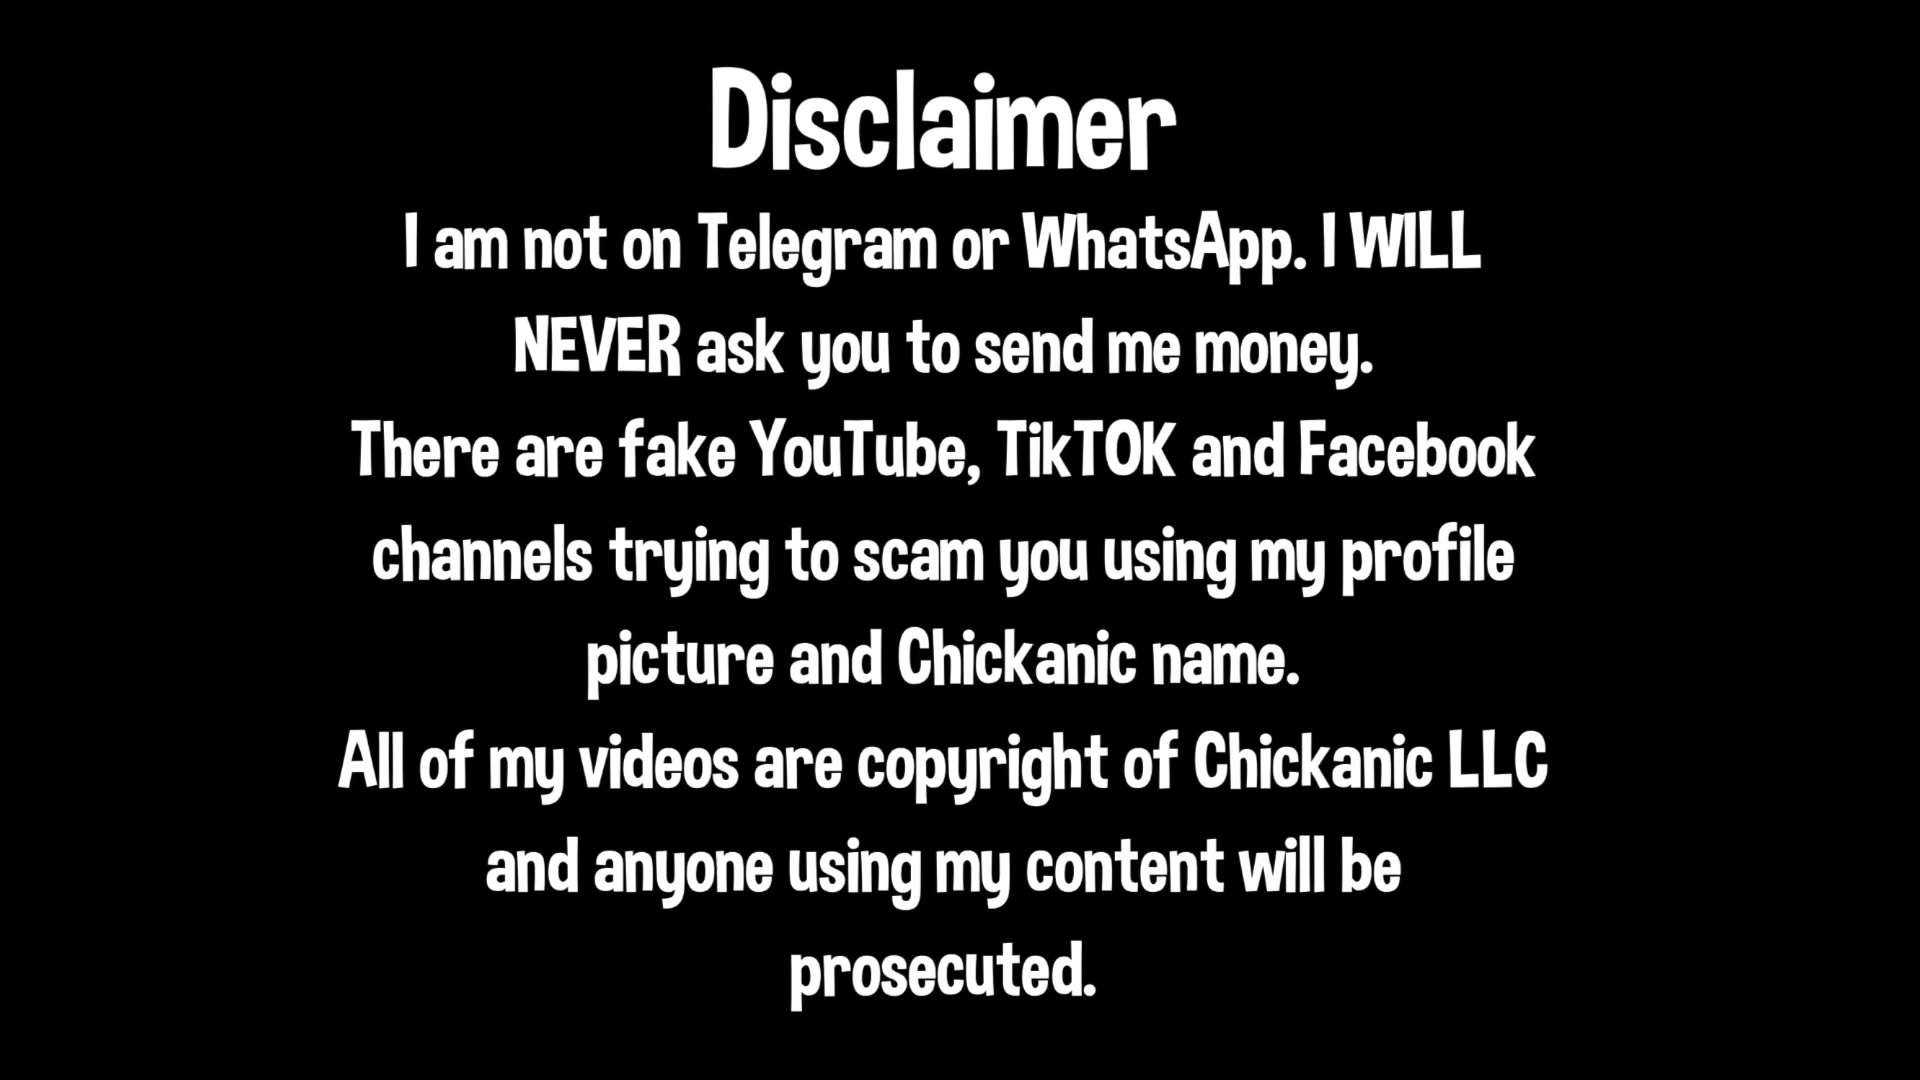 Disclaimer
I am not on Telegram or WhatsApp. I WILL
NEVER ask you to send me money.
There are fake YouTube, TikTOK and Facebook
channels trying to scam you using my profile
picture and Chickanic name.
All of my videos are copyright of Chickanic LLC
and anyone using my content will be
prosecuted.